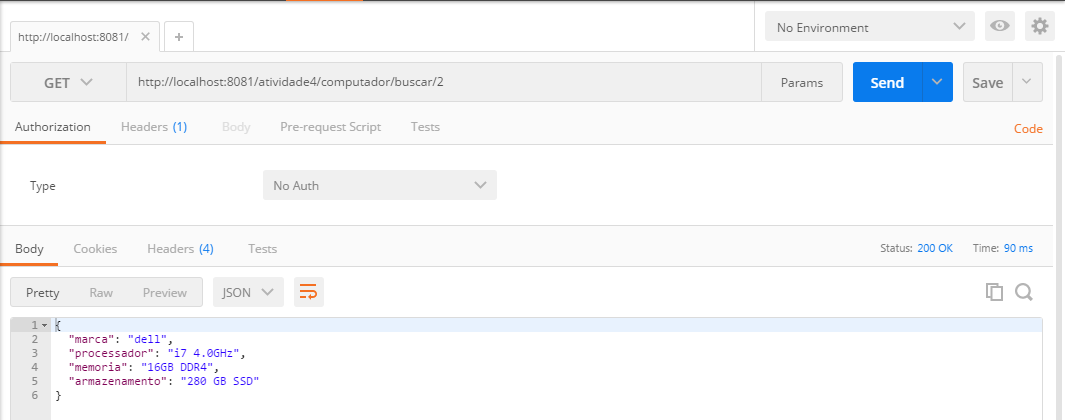 http://localhost:8081/
No Environment
GET http://localhost:8081/atividade4/computador/buscar/2 Params Send Save
Authorization Headers (1) Body Pre-request Script Tests Code
Type No Auth
Body Cookies Headers (4) Tests Status: 200 OK Time: 90 ms
Pretty Raw Preview JSON
1 {
2 "marca": "dell",
3 "processador": "i7 4.0GHz",
4 "memoria": "16GB DDR4",
5 "armazenamento": "280 GB SSD"
6 }